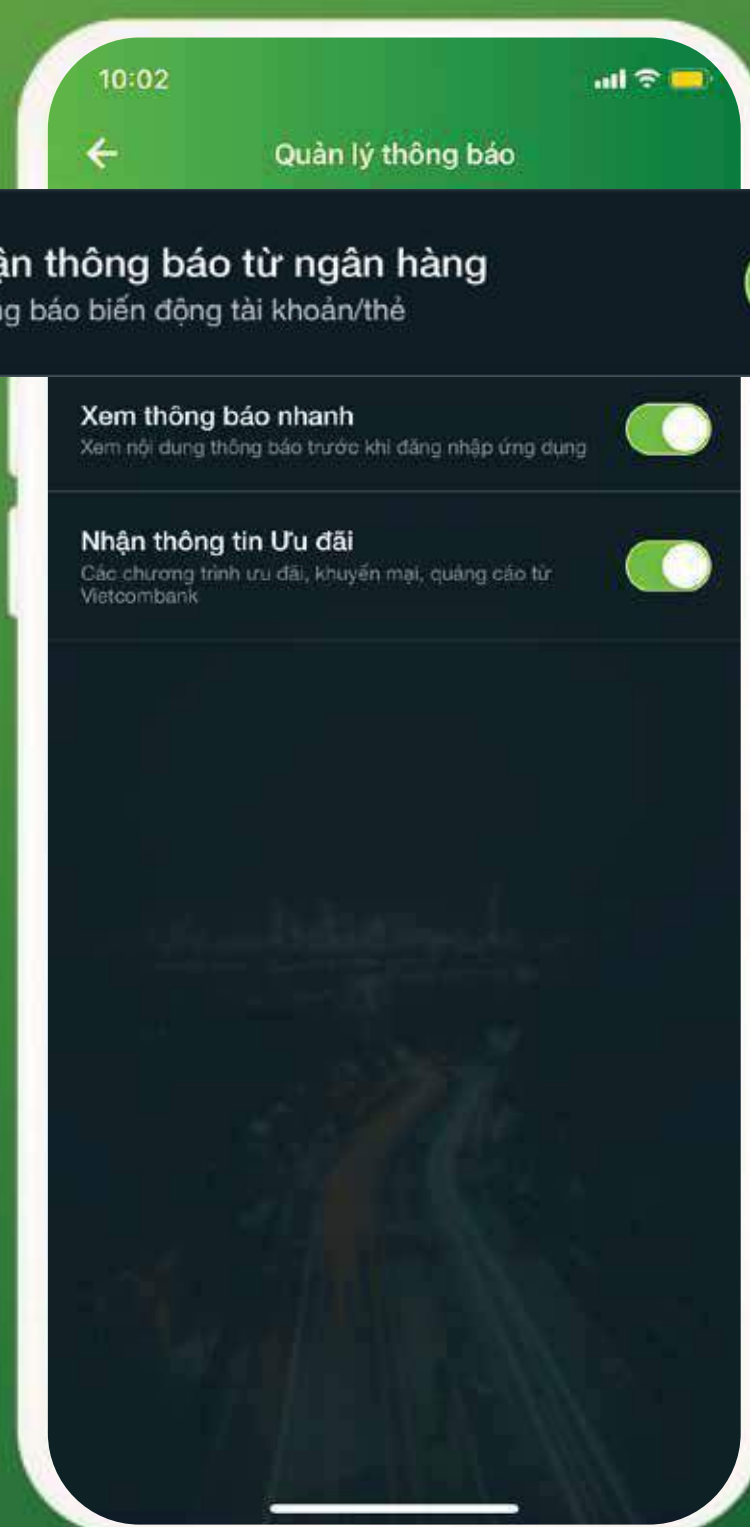 10:02
Quản lý thông báo
ận thông báo từ ngân hàng
ng báo biến động tài khoản/thẻ
Xem thông báo nhanh
Xem nội dung thông báo trước khi đăng nhập ứng dụng
Nhận thông tin Ưu đãi
Các chương trình ưu đãi, khuyến mại, quảng cáo từ
Vietcombank